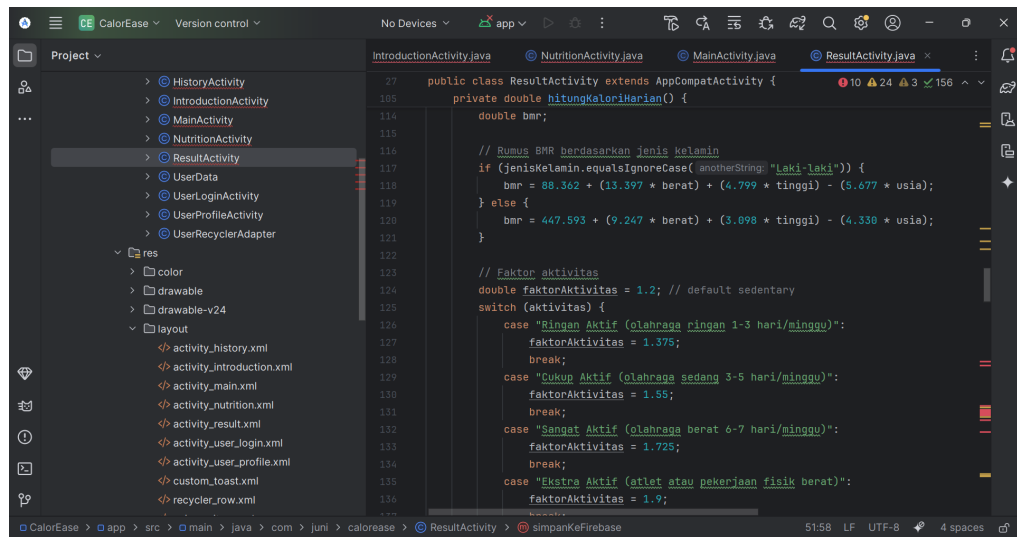 CE CalorEase Version control No Devices app
Project
IntroductionActivity.java NutritionActivity.java MainActivity.java ResultActivity.java
HistoryActivity
IntroductionActivity
MainActivity
NutritionActivity
ResultActivity
UserData
UserLoginActivity
UserProfileActivity
UserRecyclerAdapter
res
color
drawable
drawable-v24
layout
activity_history.xml
activity_introduction.xml
activity_main.xml
activity_nutrition.xml
activity_result.xml
activity_user_login.xml
activity_user_profile.xml
custom_toast.xml
recycler_row.xml
10 24 3 156
27 public class ResultActivity extends AppCompatActivity {
105 private double hitungKaloriHarian() {
114 double bmr;
115
116 // Rumus BMR berdasarkan jenis kelamin
117 if (jenisKelamin.equalsIgnoreCase( anotherString: "Laki-laki")) {
118 bmr = 88.362 + (13.397 * berat) + (4.799 * tinggi) - (5.677 * usia);
119 } else {
120 bmr = 447.593 + (9.247 * berat) + (3.098 * tinggi) - (4.330 * usia);
121 }
122
123 // Faktor aktivitas
124 double faktorAktivitas = 1.2; // default sedentary
125 switch (aktivitas) {
126 case "Ringan Aktif (olahraga ringan 1-3 hari/minggu)":
127 faktorAktivitas = 1.375;
128 break;
129 case "Cukup Aktif (olahraga sedang 3-5 hari/minggu)":
130 faktorAktivitas = 1.55;
131 break;
132 case "Sangat Aktif (olahraga berat 6-7 hari/minggu)":
133 faktorAktivitas = 1.725;
134 break;
135 case "Ekstra Aktif (atlet atau pekerjaan fisik berat)":
136 faktorAktivitas = 1.9;
CalorEase > app > src > main > java > com > juni > calorease > ResultActivity > simpanKeFirebase 51:58 LF UTF-8 4 spaces